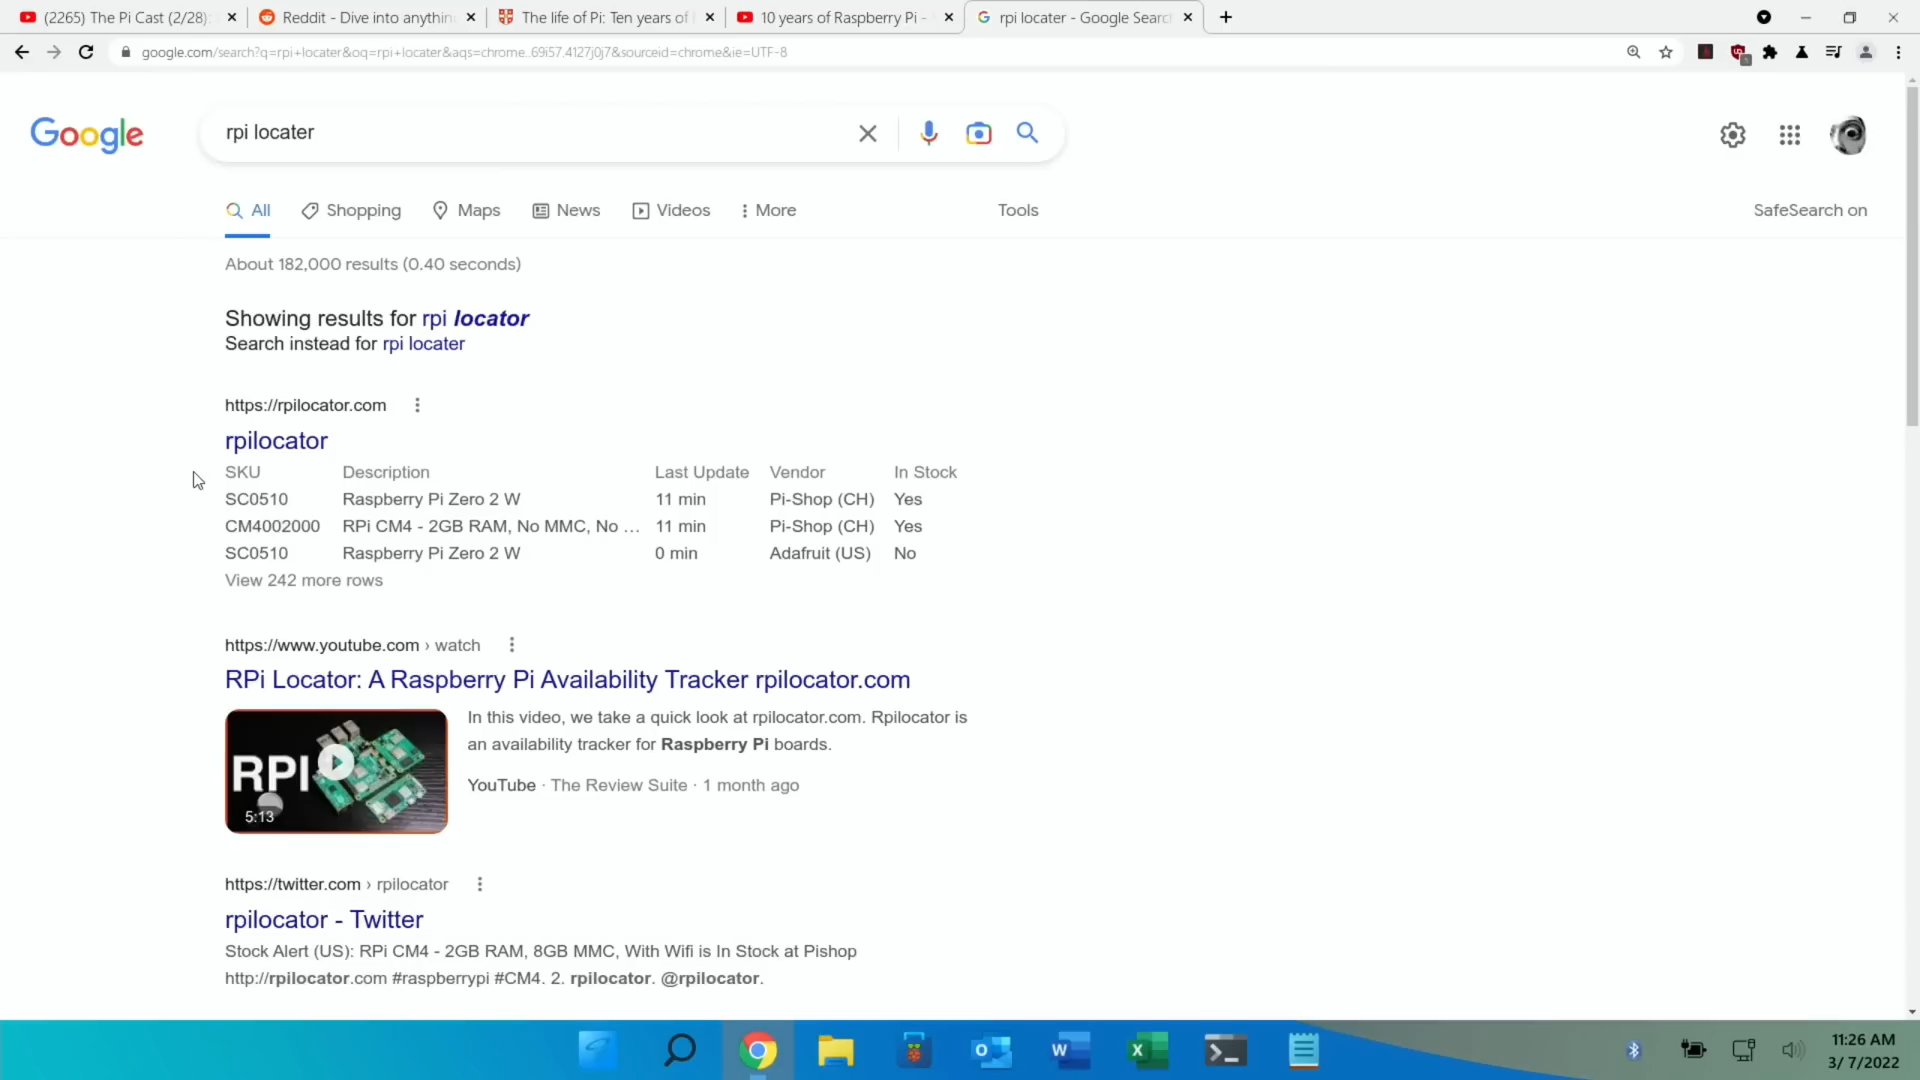 (2265) The Pi Cast (2/28):
Reddit - Dive into anythin
The life of Pi: Ten years of
10 years of Raspberry Pi -
rpi locater - Google Searc
google.com/search?q=rpi+locater&oq=rpi+locater&aqs=chrome..69i57.4127j0j7&sourceid=chrome&ie=UTF-8
Google
rpi locater
All
Shopping
Maps
News
Videos
More
Tools
SafeSearch on
About 182,000 results (0.40 seconds)
Showing results for rpi locator
Search instead for rpi locater
https://rpilocator.com
rpilocator
SKU Description Last Update Vendor In Stock
SC0510 Raspberry Pi Zero 2 W 11 min Pi-Shop (CH) Yes
CM4002000 RPi CM4 - 2GB RAM, No MMC, No ... 11 min Pi-Shop (CH) Yes
SC0510 Raspberry Pi Zero 2 W 0 min Adafruit (US) No
View 242 more rows
https://www.youtube.com › watch
RPi Locator: A Raspberry Pi Availability Tracker rpilocator.com
RPI
5:13
In this video, we take a quick look at rpilocator.com. Rpilocator is
an availability tracker for Raspberry Pi boards.
YouTube · The Review Suite · 1 month ago
https://twitter.com › rpilocator
rpilocator - Twitter
Stock Alert (US): RPi CM4 - 2GB RAM, 8GB MMC, With Wifi is In Stock at Pishop
http://rpilocator.com #raspberrypi #CM4. 2. rpilocator. @rpilocator.
11:26 AM
3/ 7/2022